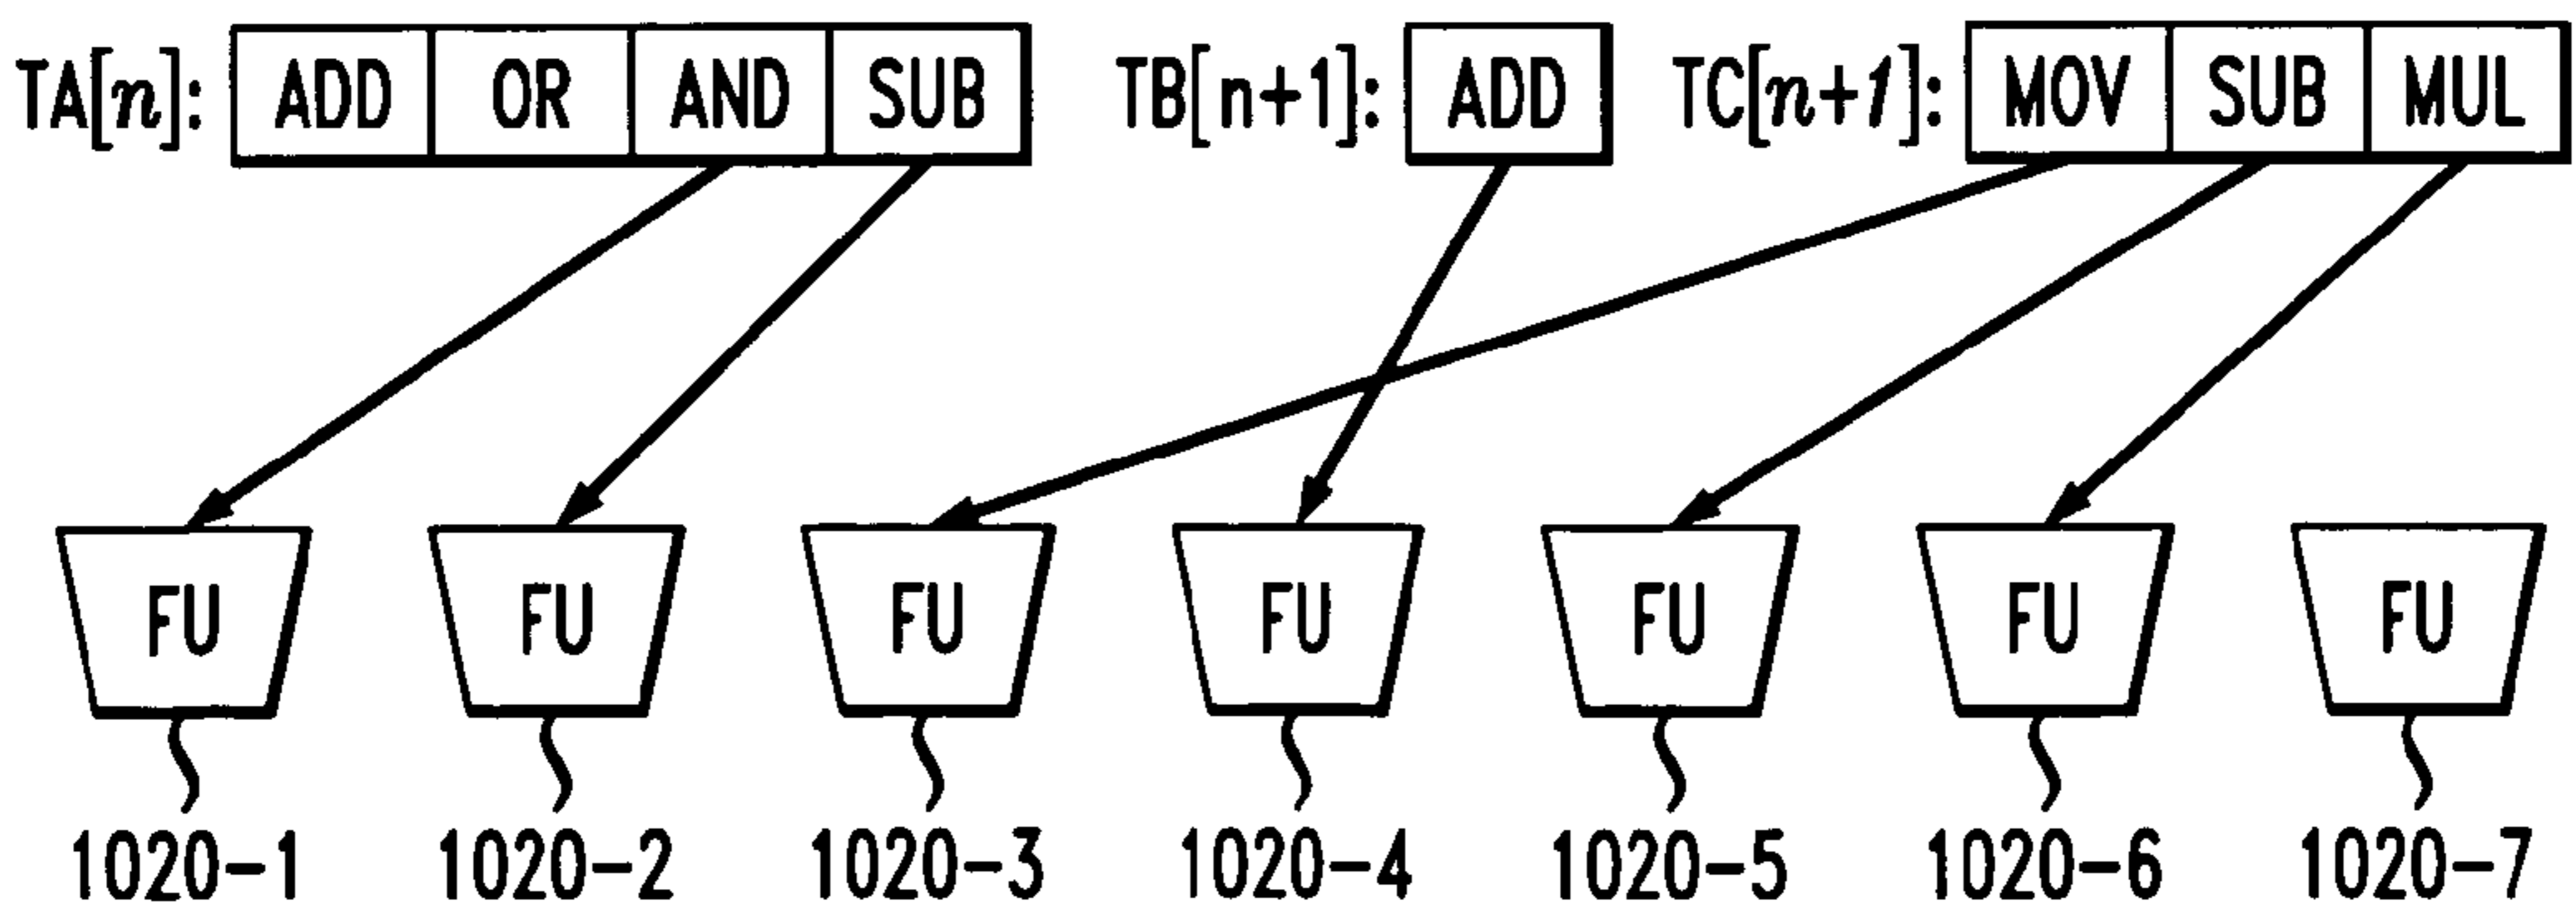 TA[n]: ADD OR AND SUB TB[n+1]: ADD TC[n+1]: MOV SUB MUL
FU FU FU FU FU FU FU
1020-1 1020-2 1020-3 1020-4 1020-5 1020-6 1020-7